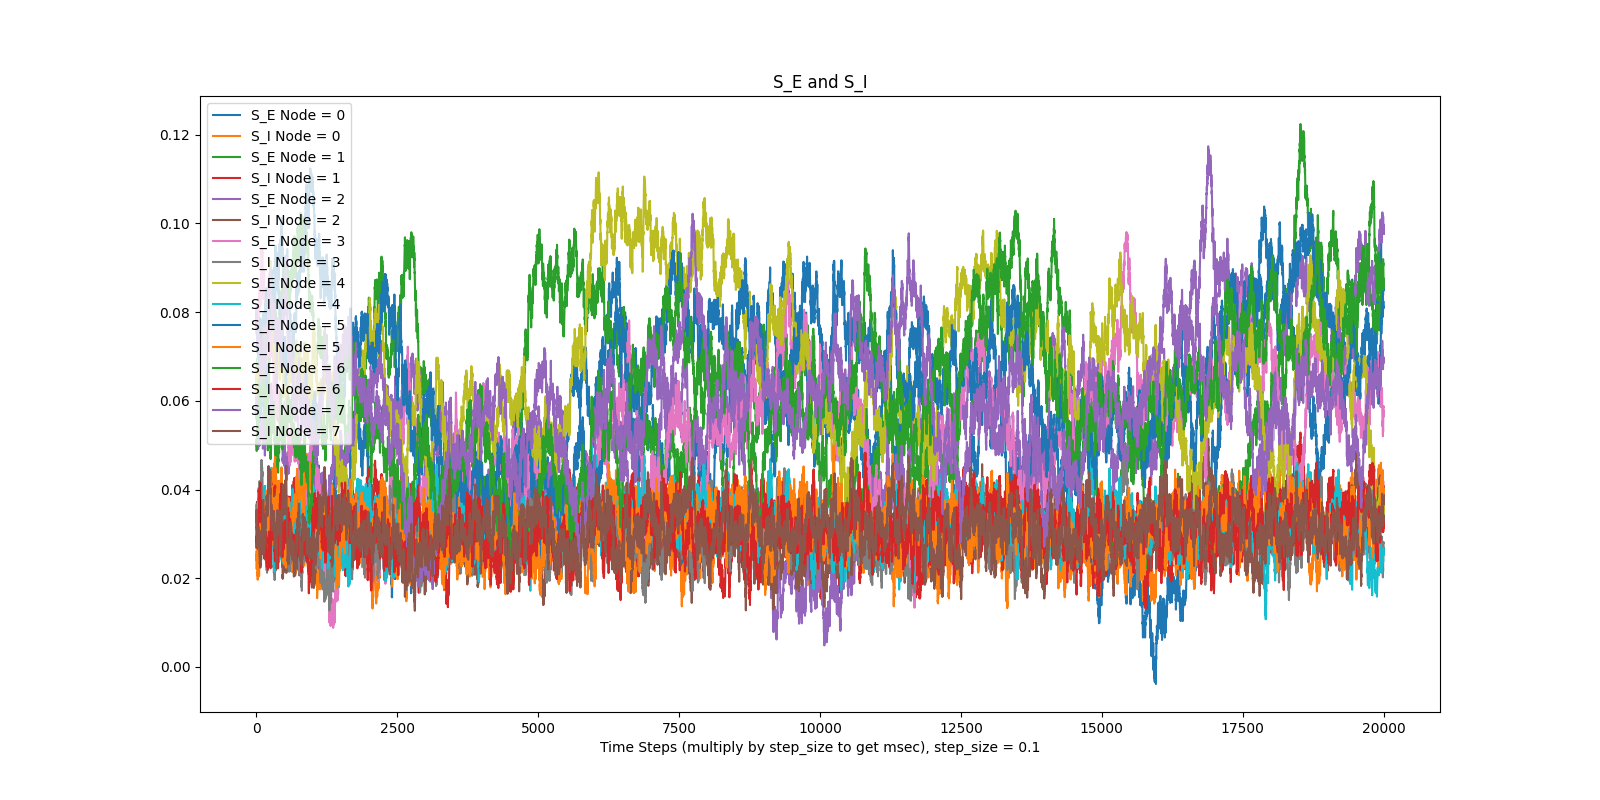 S_E and S_I
S_E Node = 0
S_I Node = 0
S_E Node = 1
S_I Node = 1
S_E Node = 2
S_I Node = 2
S_E Node = 3
S_I Node = 3
S_E Node = 4
S_I Node = 4
S_E Node = 5
S_I Node = 5
S_E Node = 6
S_I Node = 6
S_E Node = 7
S_I Node = 7
0.12
0.10
0.08
0.06
0.04
0.02
0.00
0 2500 5000 7500 10000 12500 15000 17500 20000
Time Steps (multiply by step_size to get msec), step_size = 0.1